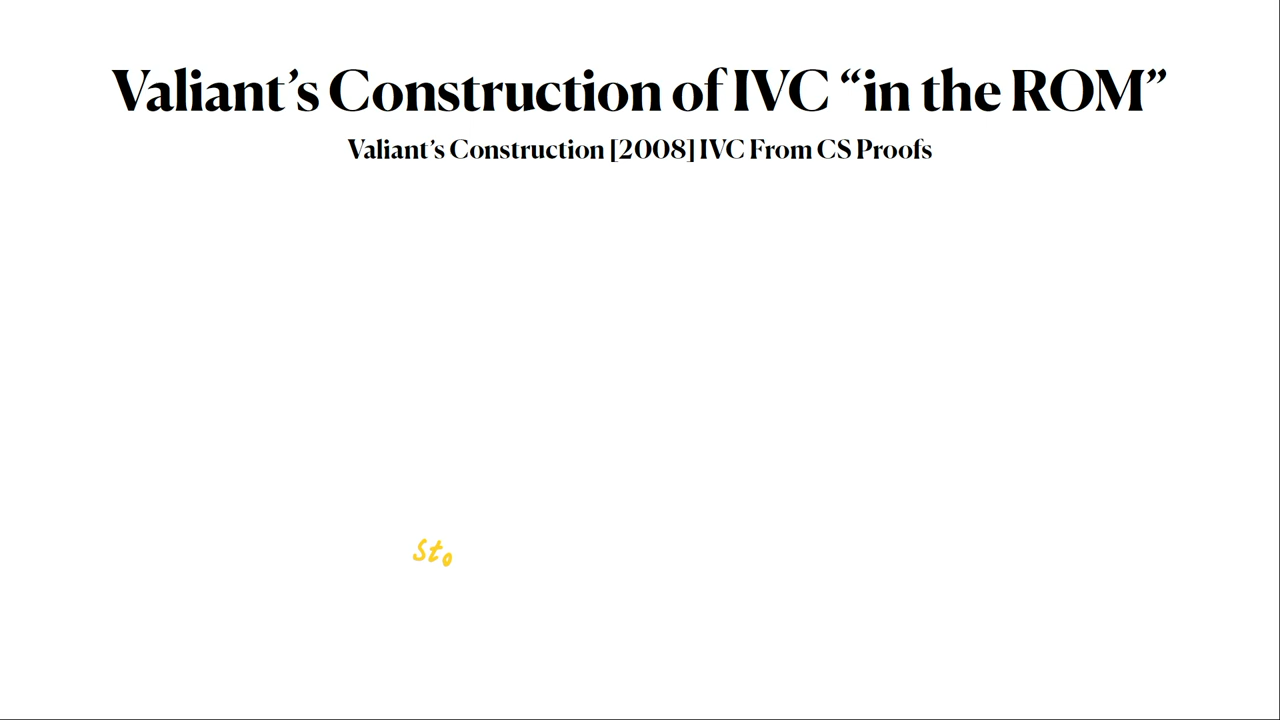 Valiant’s Construction of IVC “in the ROM”
Valiant’s Construction [2008] IVC From CS Proofs
st₀